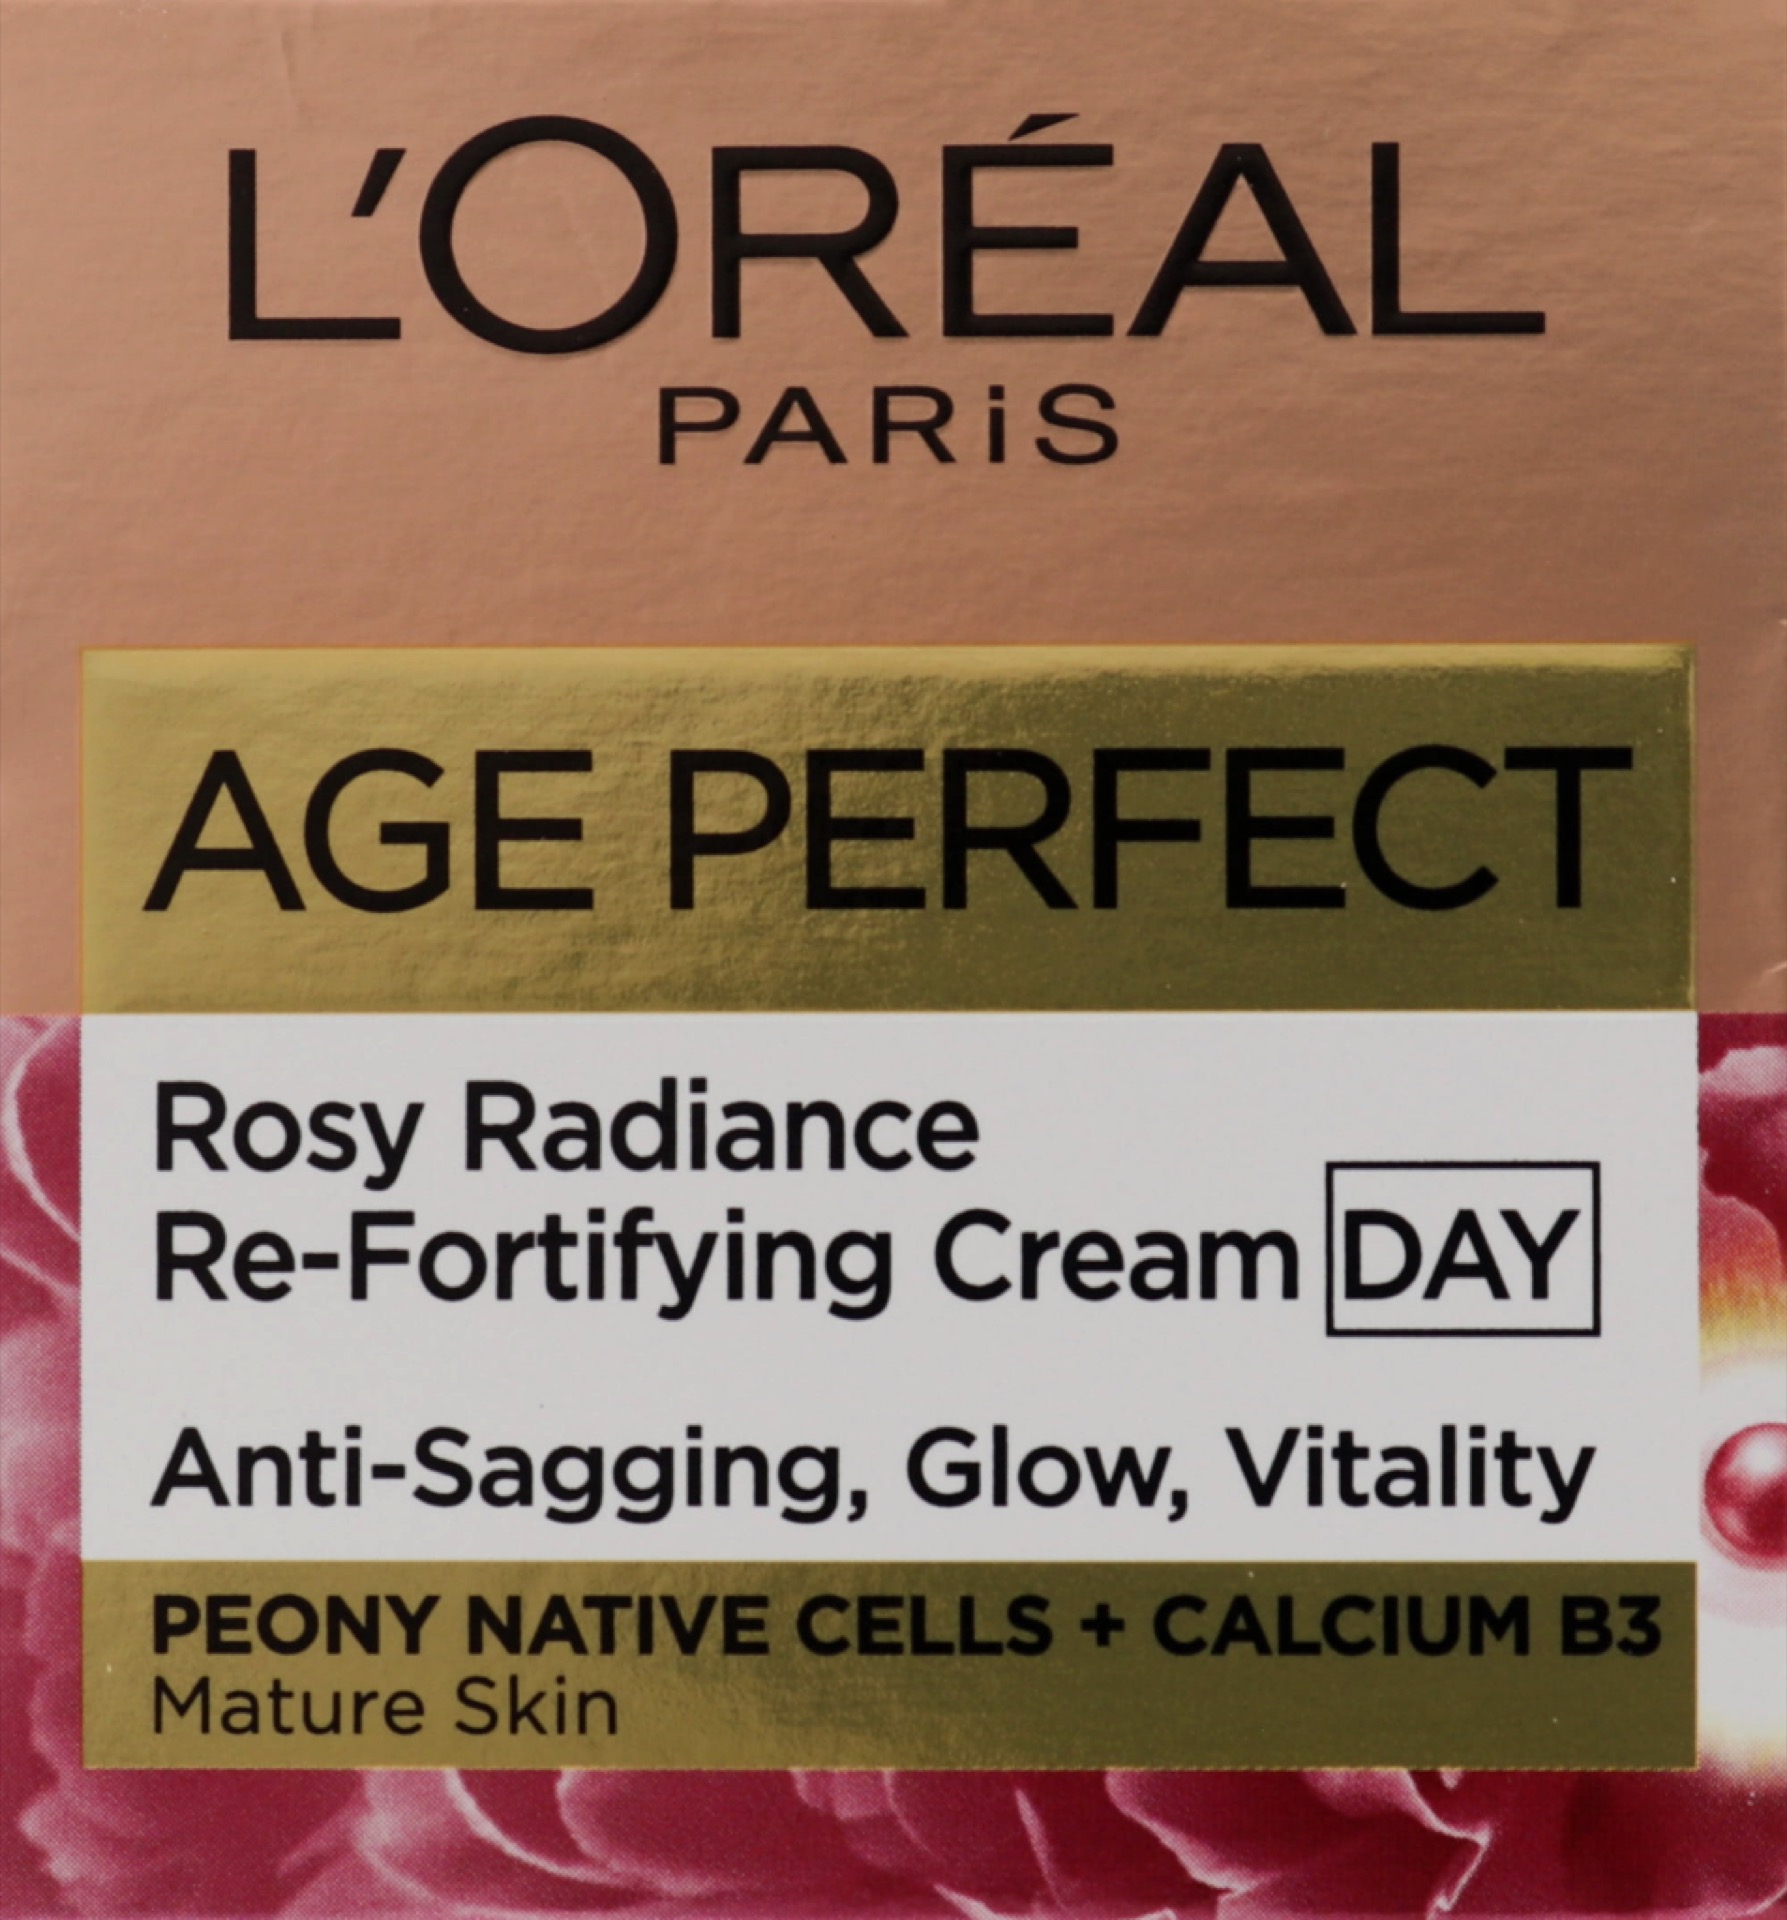 L'ORÉAL
PARiS
AGE PERFECT
Rosy Radiance
Re-Fortifying Cream DAY
Anti-Sagging, Glow, Vitality
PEONY NATIVE CELLS + CALCIUM B3
Mature Skin